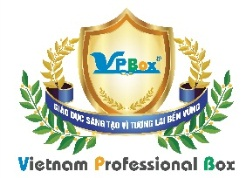 VPBox®
GIÁO DỤC SÁNG TẠO VÌ TƯƠNG LAI BỀN VỮNG
Vietnam Professional Box